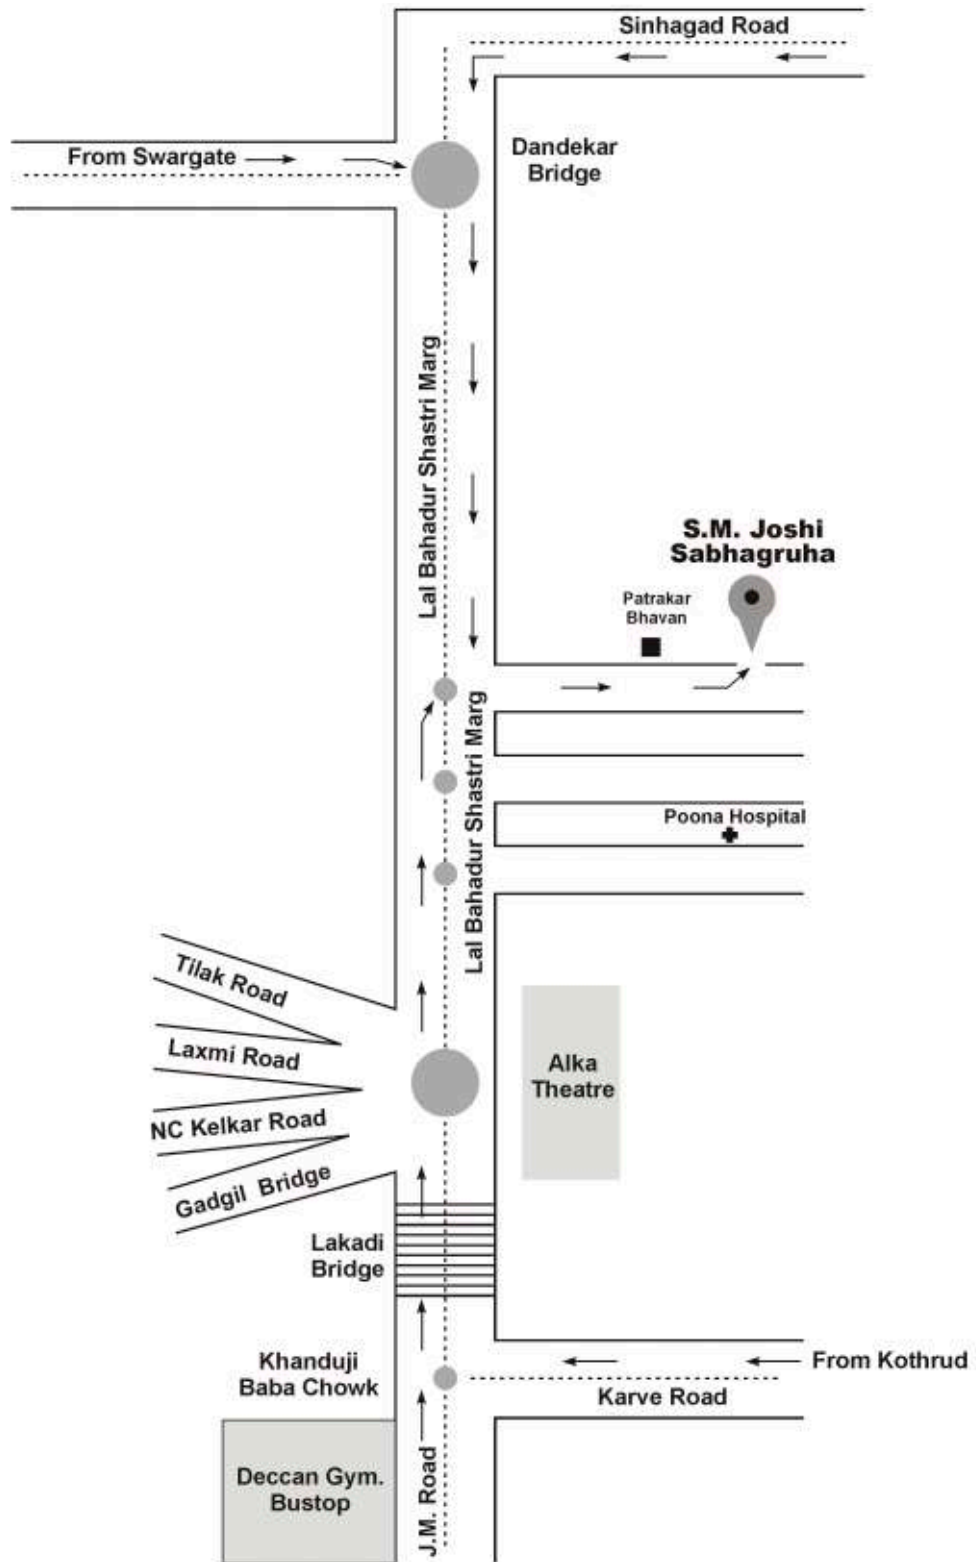 Sinhagad Road
From Swargate
Dandekar
Bridge
Lal Bahadur Shastri Marg
S.M. Joshi
Sabhagruha
Patrakar
Bhavan
Lal Bahadur Shastri Marg
Poona Hospital
Tilak Road
Laxmi Road
NC Kelkar Road
Gadgil Bridge
Alka
Theatre
Lakadi
Bridge
Khanduji
Baba Chowk
From Kothrud
Karve Road
Deccan Gym.
Bustop
J.M. Road